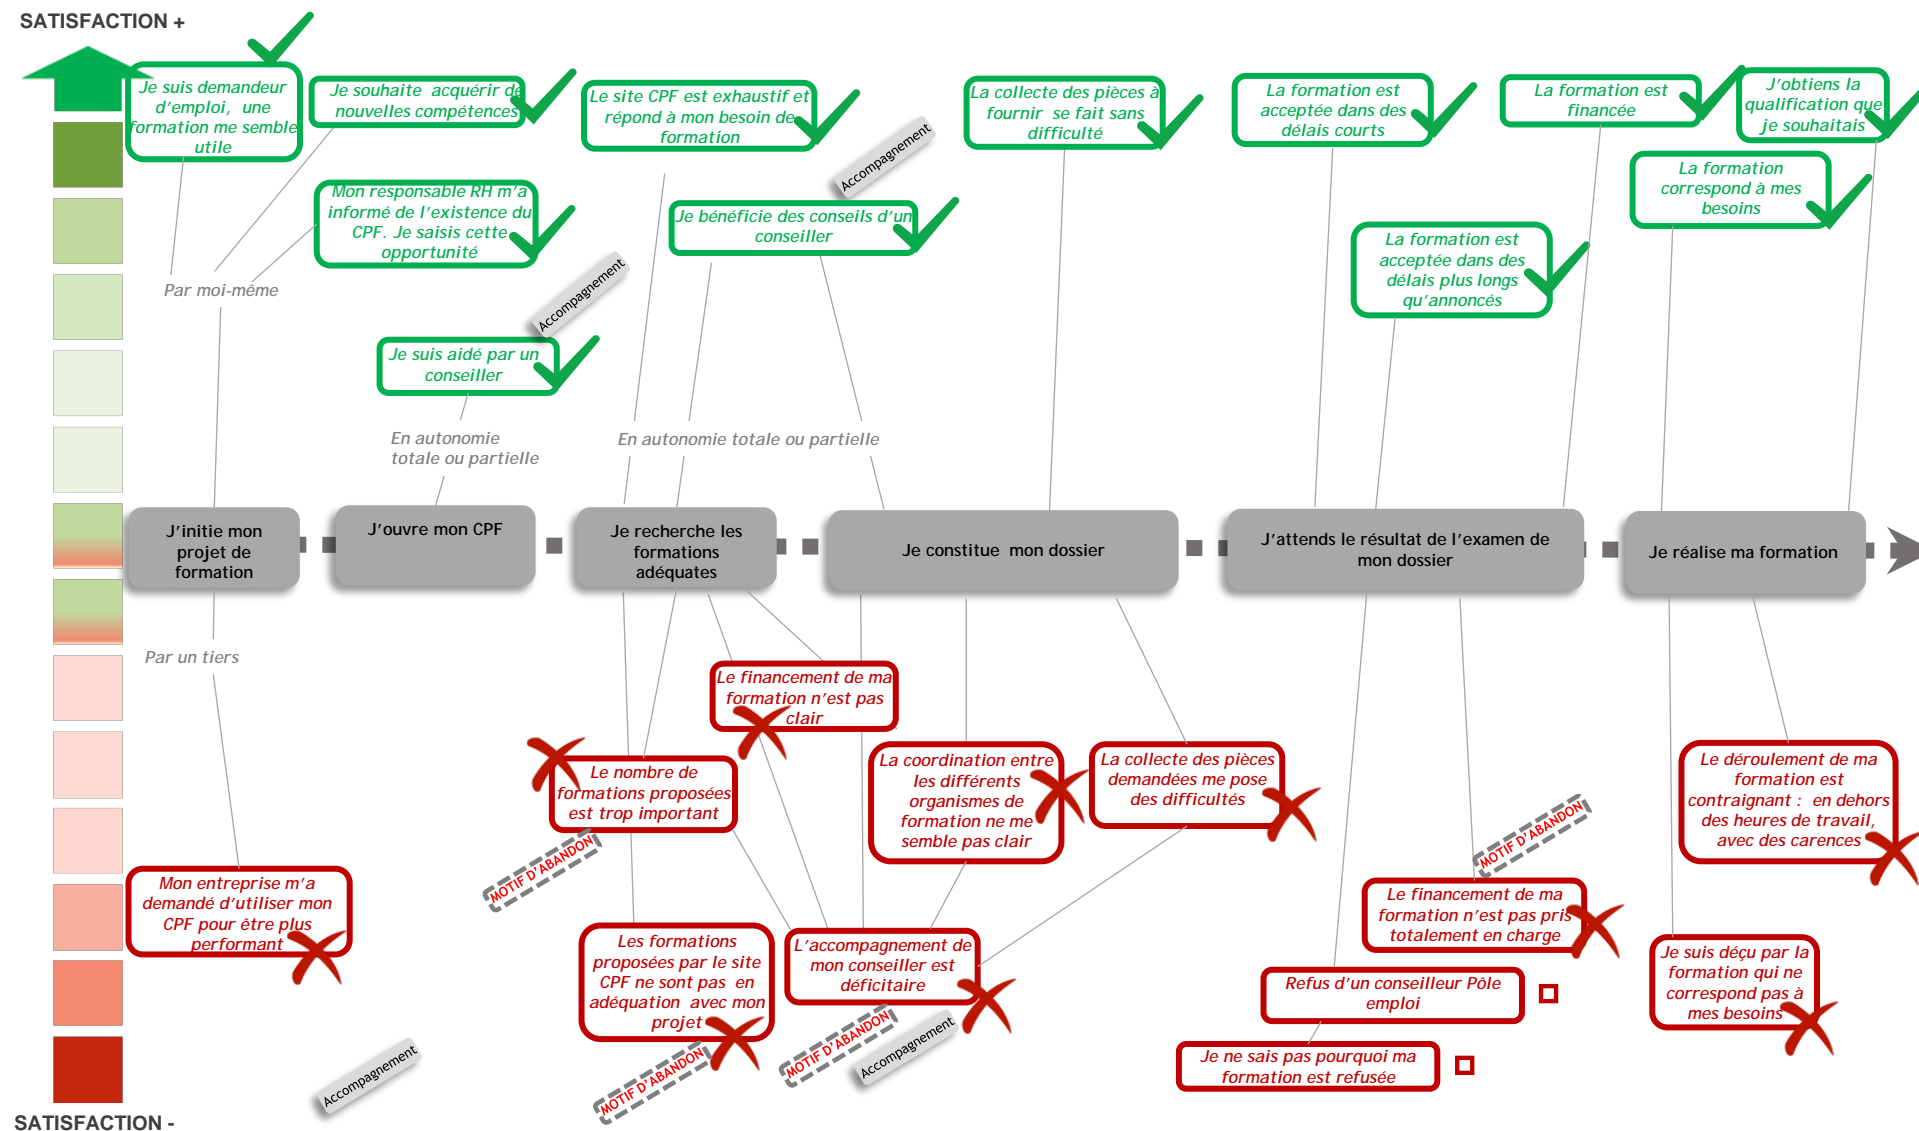 SATISFACTION +
Je suis demandeur
d'emploi, une
formation me semble
utile
Je souhaite acquérir de
nouvelles compétences
Le site CPF est exhaustif et
répond à mon besoin de
formation
La collecte des pièces à
fournir se fait sans
difficulté
La formation est
acceptée dans des
délais courts
La formation est
financée
J'obtiens la
qualification que
je souhaitais
Accompagnement
Mon responsable RH m'a
informé de l'existence du
CPF. Je saisis cette
opportunité
Je bénéficie des conseils d'un
conseiller
La formation
correspond à mes
besoins
La formation est
acceptée dans des
délais plus longs
qu'annoncés
Par moi-même
Accompagnement
Je suis aidé par un
conseiller
En autonomie
totale ou partielle
En autonomie totale ou partielle
J'initie mon
projet de
formation
J'ouvre mon CPF
Je recherche les
formations
adéquates
Je constitue mon dossier
J'attends le résultat de l'examen de
mon dossier
Je réalise ma formation
Par un tiers
Le financement de ma
formation n'est pas
clair
Le nombre de
formations proposées
est trop important
MOTIF D'ABANDON
La coordination entre
les différents
organismes de
formation ne me
semble pas clair
La collecte des pièces
demandées me pose
des difficultés
Le déroulement de ma
formation est
contraignant : en dehors
des heures de travail,
avec des carences
MOTIF D'ABANDON
Mon entreprise m'a
demandé d'utiliser mon
CPF pour être plus
performant
Le financement de ma
formation n'est pas pris
totalement en charge
Les formations
proposées par le site
CPF ne sont pas en
adéquation avec mon
projet
MOTIF D'ABANDON
L'accompagnement de
mon conseiller est
déficitaire
MOTIF D'ABANDON
Accompagnement
Refus d'un conseilleur Pôle
emploi
Je ne sais pas pourquoi ma
formation est refusée
Je suis déçu par la
formation qui ne
correspond pas à
mes besoins
Accompagnement
SATISFACTION -